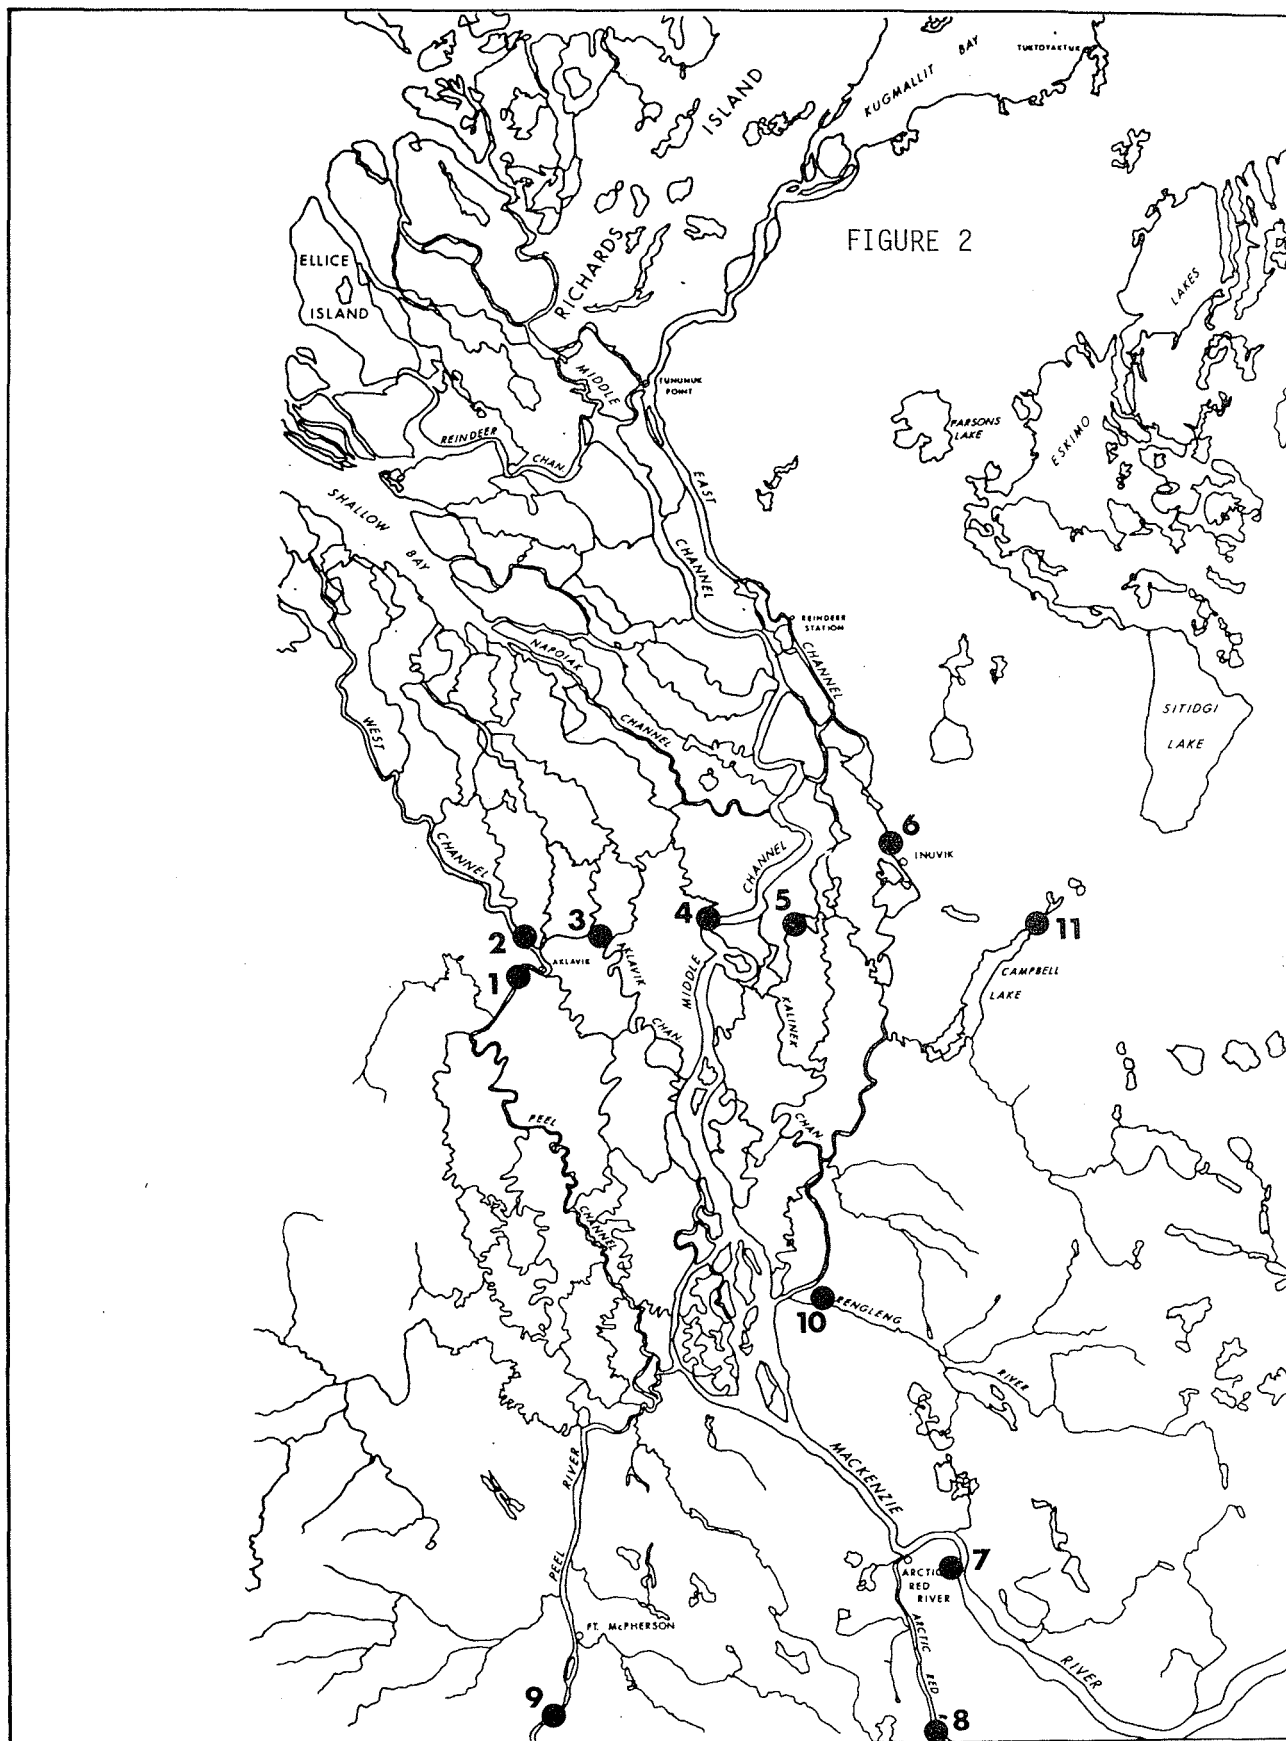 KUGMALLIT BAY
TUKTOYAKTUK
RICHARDS ISLAND
FIGURE 2
ELLICE
ISLAND
ESKIMO LAKES
MIDDLE
TUNUNUK
POINT
PARSONS
LAKE
REINDEER CHAN.
SHALLOW BAY
EAST
CHANNEL
REINDEER
STATION
CHANNEL
NAPOIAK
CHANNEL
SITIDGI
LAKE
WEST
CHANNEL
6
INUVIK
CHANNEL
4
5
3
2
11
AKLAVIK
AKLAVIK
CHAN.
1
MIDDLE
KALINEK
CHAN.
CAMPBELL
LAKE
PEEL
CHANNEL
10
RENGLENG
RIVER
MACKENZIE
RIVER
PEEL
7
ARCTIC
RED
RIVER
FT. McPHERSON
ARCTIC RED
RIVER
9
8